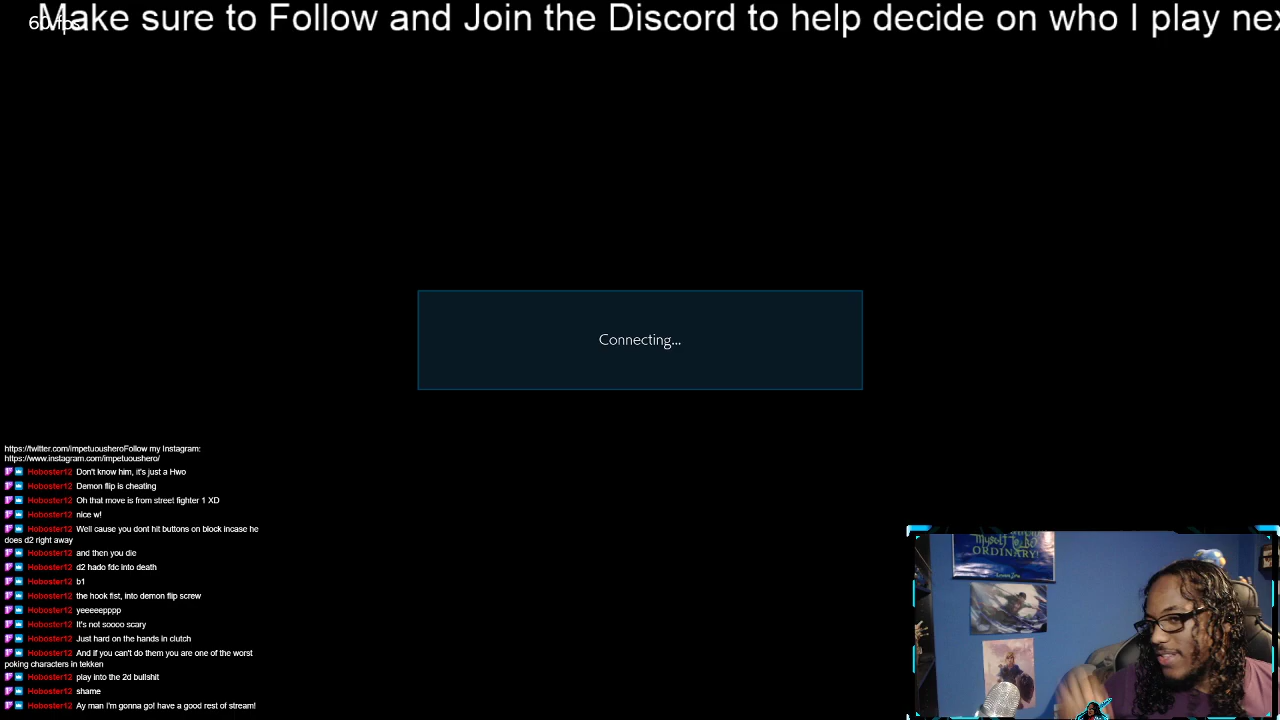 Make sure to Follow and Join the Discord to help decide on who I play nex
Connecting...
https://twitter.com/impetuousheroFollow my Instagram:
https://www.instagram.com/impetuoushero/
Hoboster12 Don't know him, it's just a Hwo
Hoboster12 Demon flip is cheating
Hoboster12 Oh that move is from street fighter 1 XD
Hoboster12 nice w!
Hoboster12 Well cause you dont hit buttons on block incase he
does d2 right away
Hoboster12 and then you die
Hoboster12 d2 hado fdc into death
Hoboster12 b1
Hoboster12 the hook fist, into demon flip screw
Hoboster12 yeeeeepppp
Hoboster12 It's not soooo scary
Hoboster12 Just hard on the hands in clutch
Hoboster12 And if you can't do them you are one of the worst
poking characters in tekken
Hoboster12 play into the 2d bullshit
Hoboster12 shame
Hoboster12 Ay man I'm gonna go! have a good rest of stream!
Myself To Be
ORDINARY!